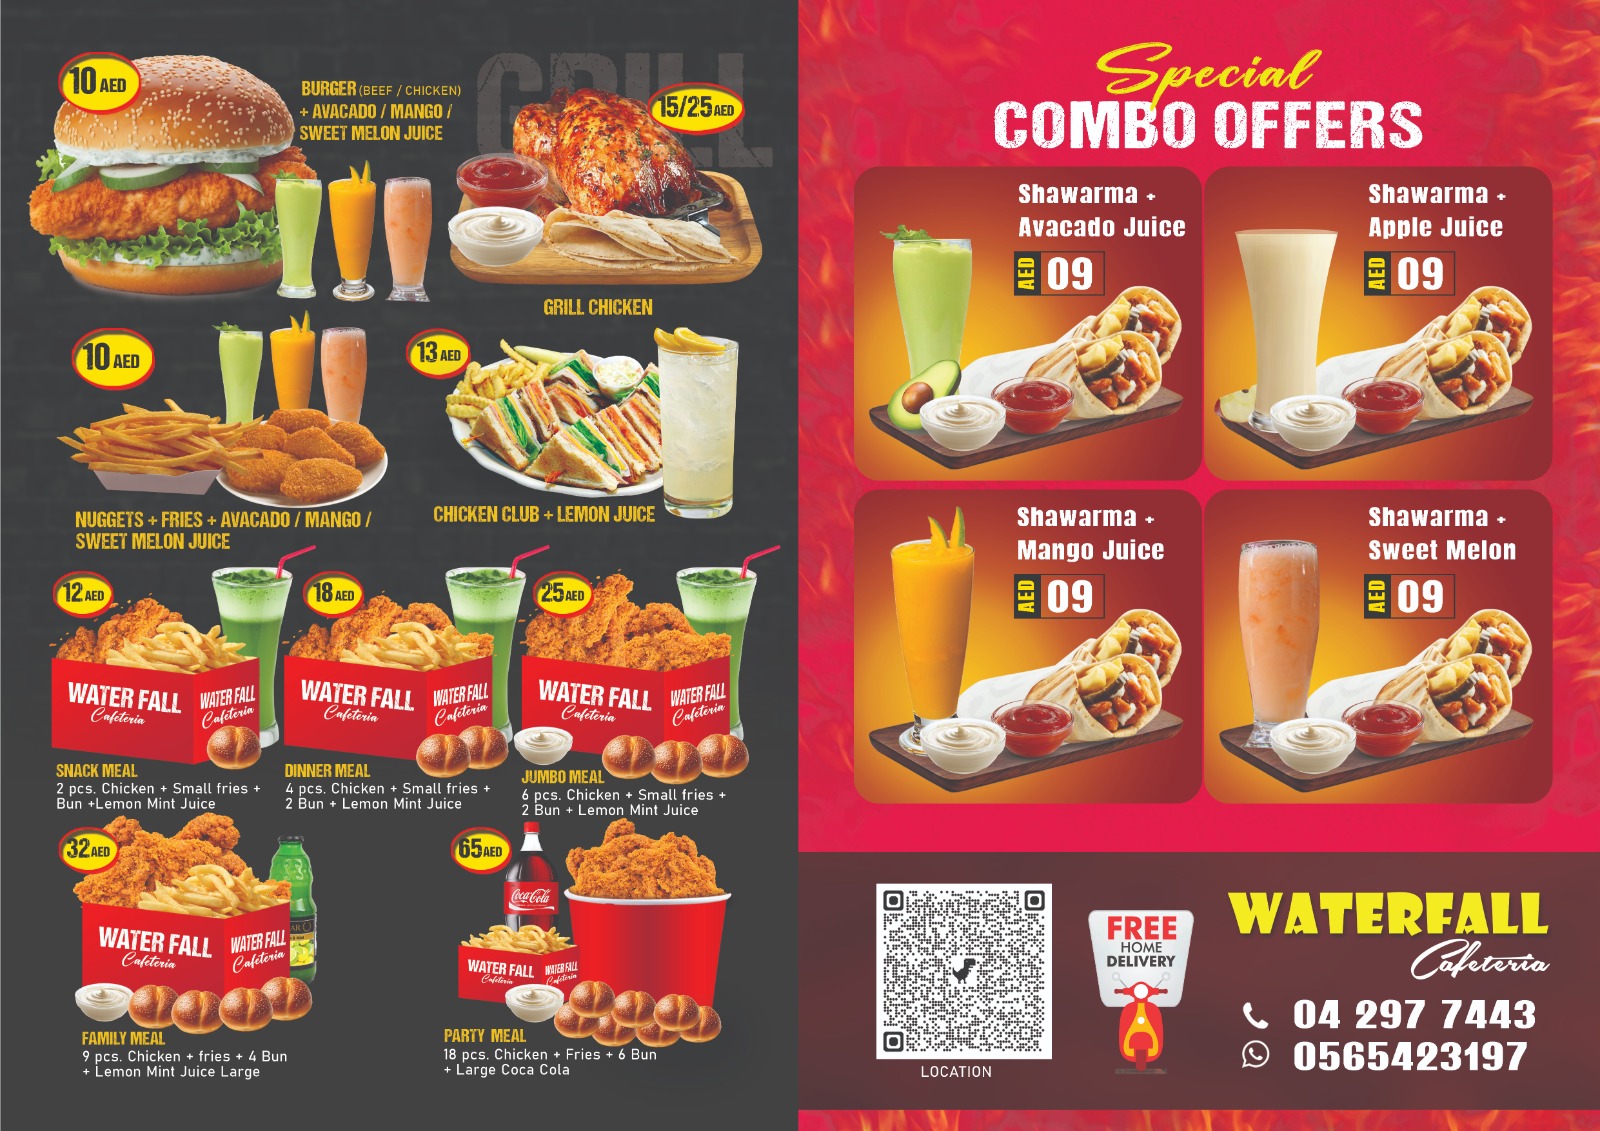 GRILL
10 AED
BURGER (BEEF / CHICKEN)
+ AVACADO / MANGO /
SWEET MELON JUICE
15/25 AED
GRILL CHICKEN
10 AED
NUGGETS + FRIES + AVACADO / MANGO /
SWEET MELON JUICE
13 AED
CHICKEN CLUB + LEMON JUICE
12 AED
WATER FALL
Cafeteria
WATER FALL
Cafeteria
SNACK MEAL
2 pcs. Chicken + Small fries +
Bun +Lemon Mint Juice
18 AED
WATER FALL
Cafeteria
WATER FALL
Cafeteria
DINNER MEAL
4 pcs. Chicken + Small fries +
2 Bun + Lemon Mint Juice
25 AED
WATER FALL
Cafeteria
WATER FALL
Cafeteria
JUMBO MEAL
6 pcs. Chicken + Small fries +
2 Bun + Lemon Mint Juice
32 AED
WATER FALL
Cafeteria
WATER FALL
Cafeteria
FAMILY MEAL
9 pcs. Chicken + fries + 4 Bun
+ Lemon Mint Juice Large
65 AED
Coca-Cola
WATER FALL
Cafeteria
WATER FALL
Cafeteria
PARTY MEAL
18 pcs. Chicken + Fries + 6 Bun
+ Large Coca Cola
Special
COMBO OFFERS
Shawarma +
Avacado Juice
AED 09
Shawarma +
Apple Juice
AED 09
Shawarma +
Mango Juice
AED 09
Shawarma +
Sweet Melon
AED 09
LOCATION
FREE
HOME
DELIVERY
WATERFALL
Cafeteria
04 297 7443
0565423197